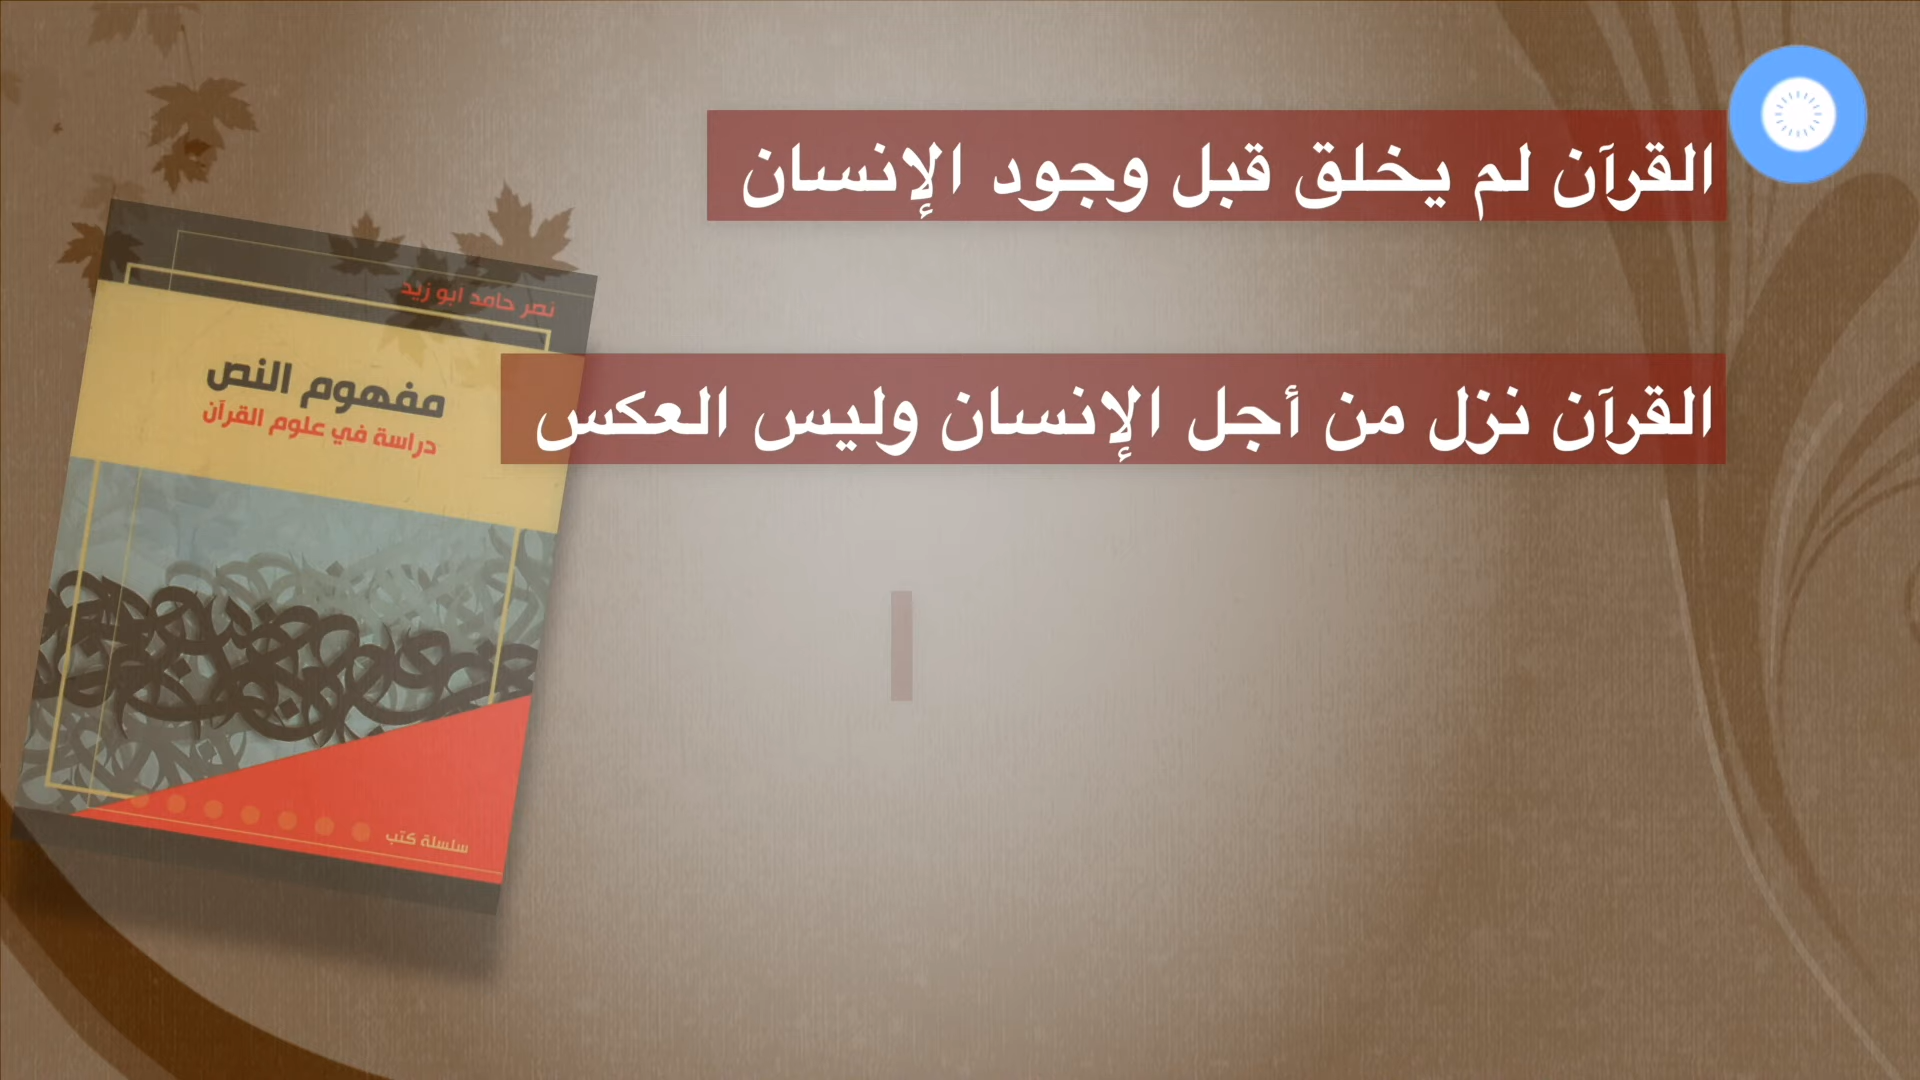 القرآن لم يخلق قبل وجود الإنسان
القرآن نزل من أجل الإنسان وليس العكس
نصر حامد ابو زيد
مفهوم النص
دراسة في علوم القرآن
سلسلة كتب